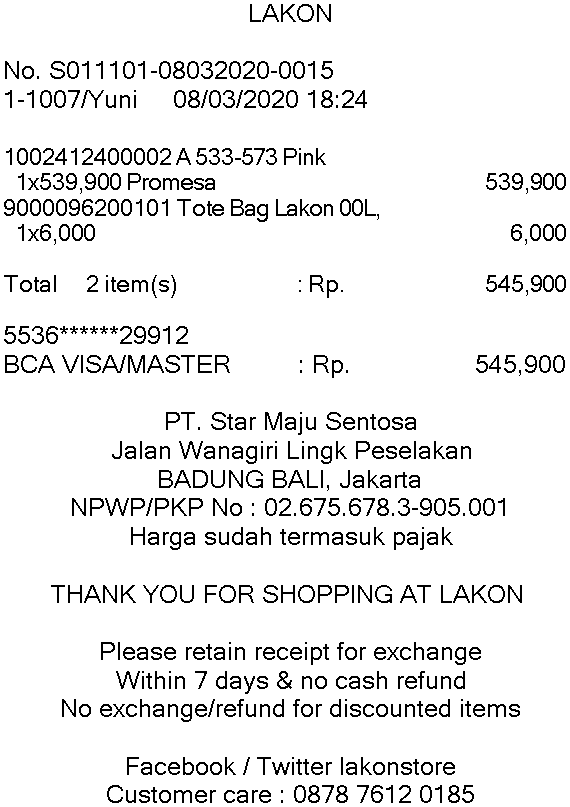 LAKON
No. S011101-08032020-0015
1-1007/Yuni 08/03/2020 18:24
1002412400002 A 533-573 Pink
1x539,900 Promesa 539,900
9000096200101 Tote Bag Lakon 00L,
1x6,000 6,000
Total 2 item(s) : Rp. 545,900
5536******29912
BCA VISA/MASTER : Rp. 545,900
PT. Star Maju Sentosa
Jalan Wanagiri Lingk Peselakan
BADUNG BALI, Jakarta
NPWP/PKP No : 02.675.678.3-905.001
Harga sudah termasuk pajak
THANK YOU FOR SHOPPING AT LAKON
Please retain receipt for exchange
Within 7 days & no cash refund
No exchange/refund for discounted items
Facebook / Twitter lakonstore
Customer care : 0878 7612 0185